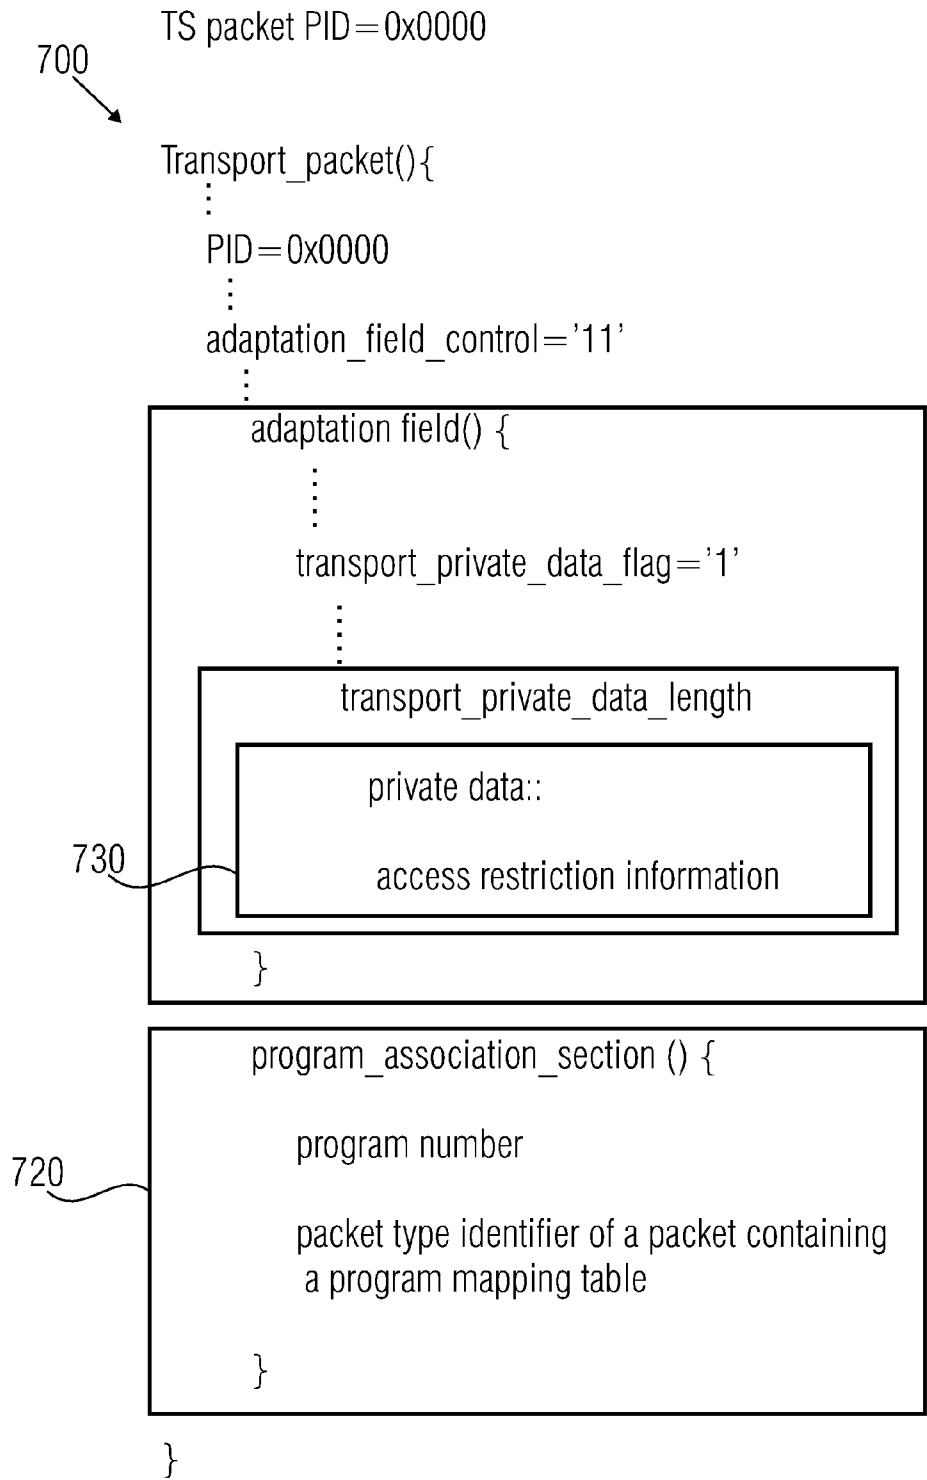 TS packet PID=0x0000
700
Transport_packet(){
PID=0x0000
adaptation_field_control='11'
adaptation field() {
transport_private_data_flag='1'
transport_private_data_length
private data::
730
access restriction information
}
program_association_section () {
program number
720
packet type identifier of a packet containing
a program mapping table
}
}